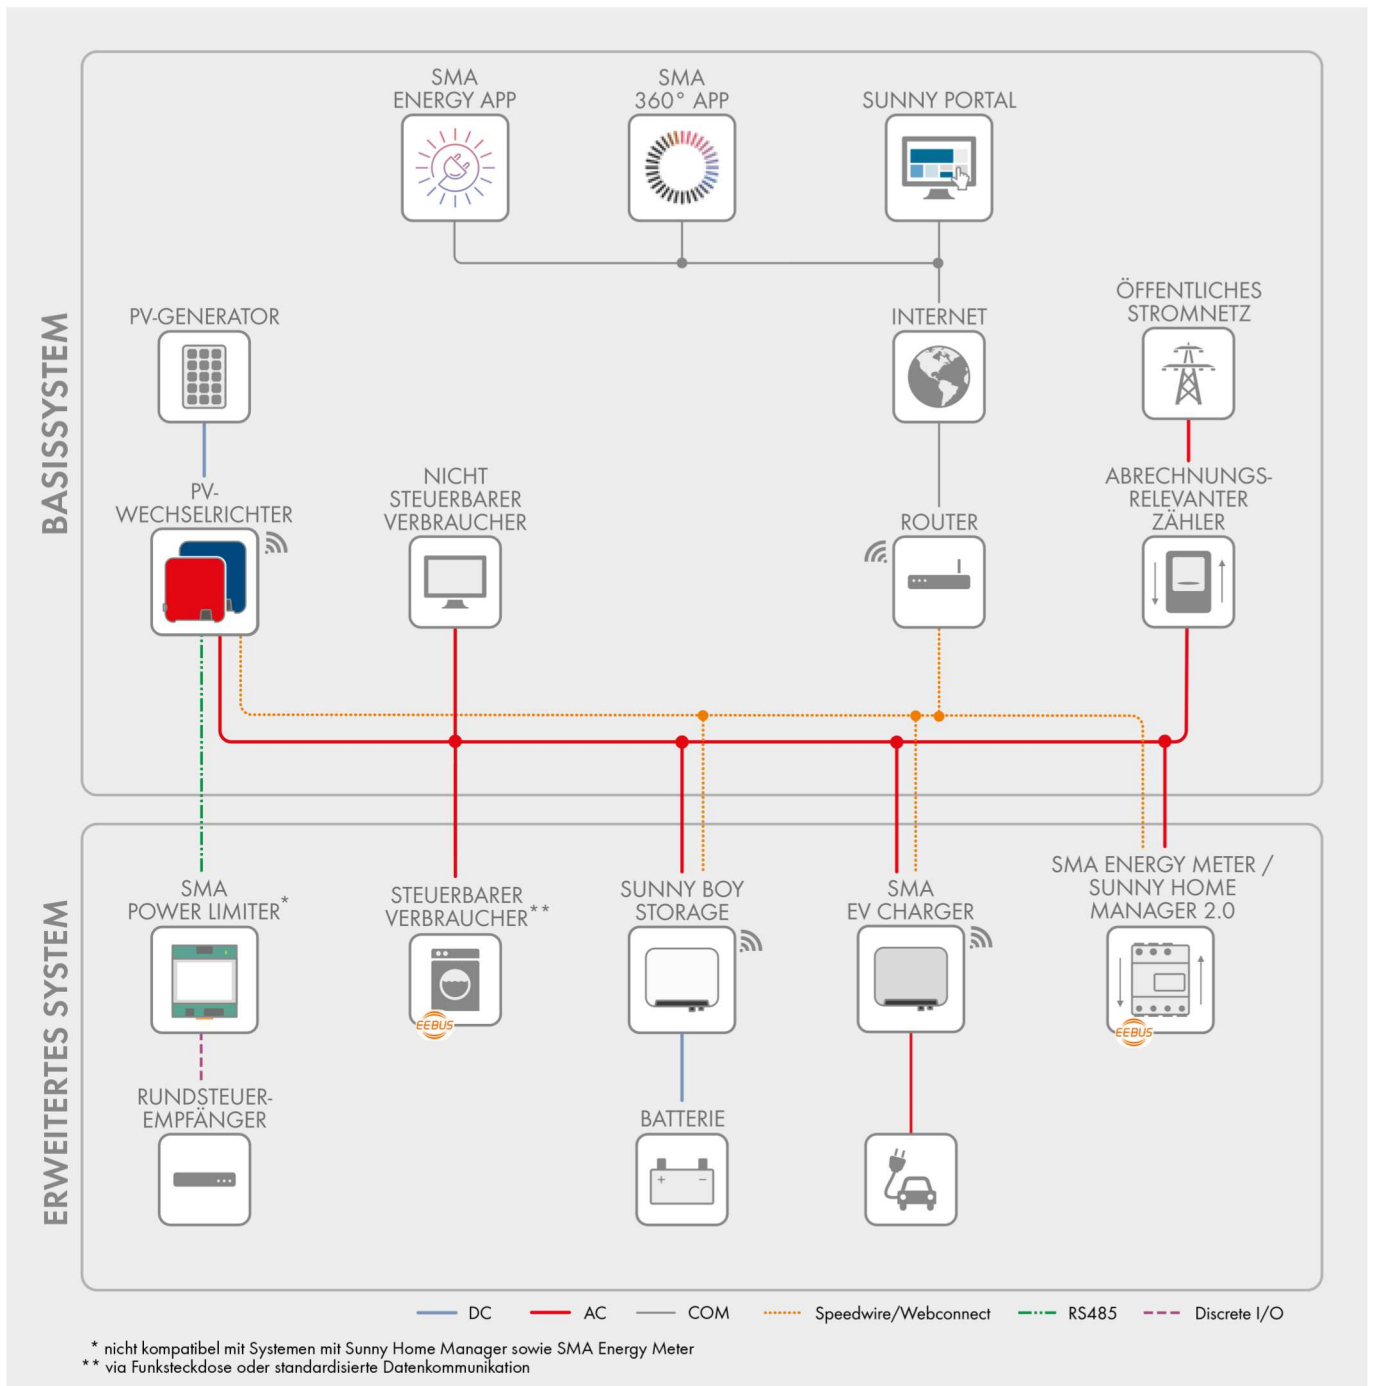 SMA
ENERGY APP
SMA
360° APP
SUNNY PORTAL
BASISSYSTEM
PV-GENERATOR
INTERNET
ÖFFENTLICHES
STROMNETZ
PV-
WECHSELRICHTER
NICHT
STEUERBARER
VERBRAUCHER
ROUTER
ABRECHNUNGS-
RELEVANTER
ZÄHLER
ERWEITERTES SYSTEM
SMA
POWER LIMITER*
STEUERBARER
VERBRAUCHER**
EEBUS
SUNNY BOY
STORAGE
SMA
EV CHARGER
SMA ENERGY METER /
SUNNY HOME
MANAGER 2.0
EEBUS
RUNDSTEUER-
EMPFÄNGER
BATTERIE
+ −
DC AC COM Speedwire/Webconnect RS485 Discrete I/O
* nicht kompatibel mit Systemen mit Sunny Home Manager sowie SMA Energy Meter
** via Funksteckdose oder standardisierte Datenkommunikation